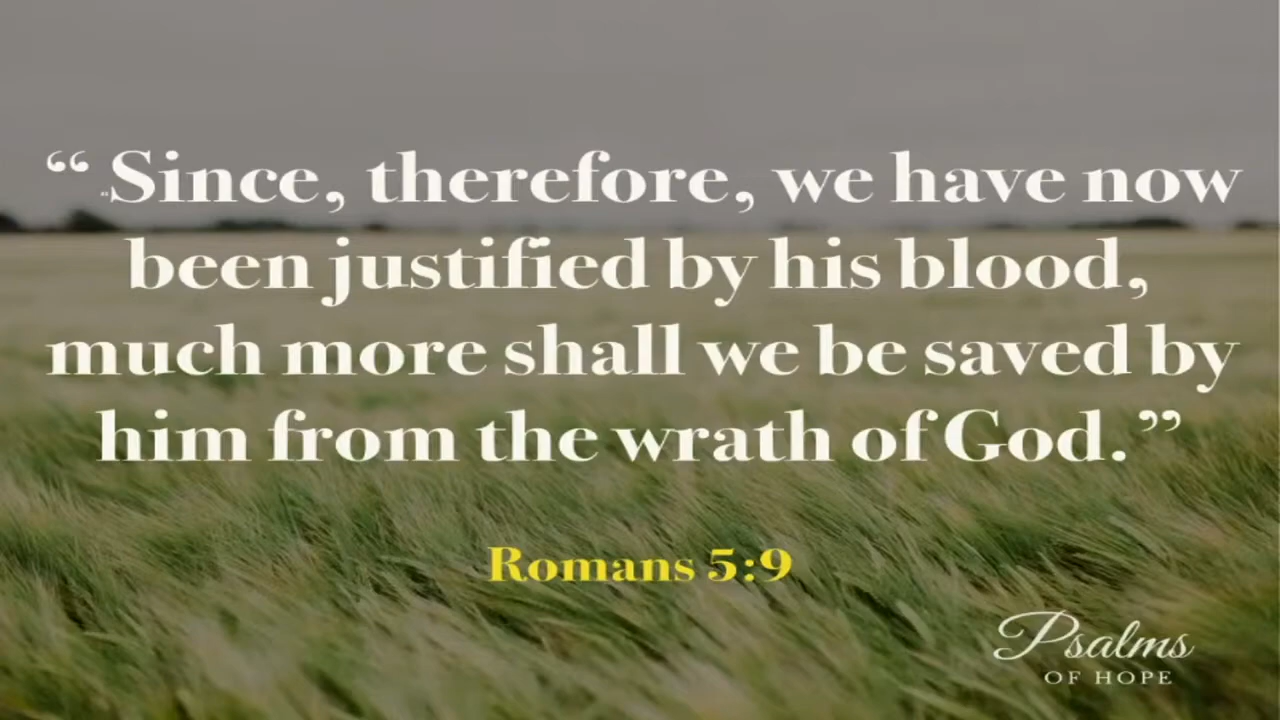 “ Since, therefore, we have now
been justified by his blood,
much more shall we be saved by
him from the wrath of God.”
Romans 5:9
Psalms
OF HOPE